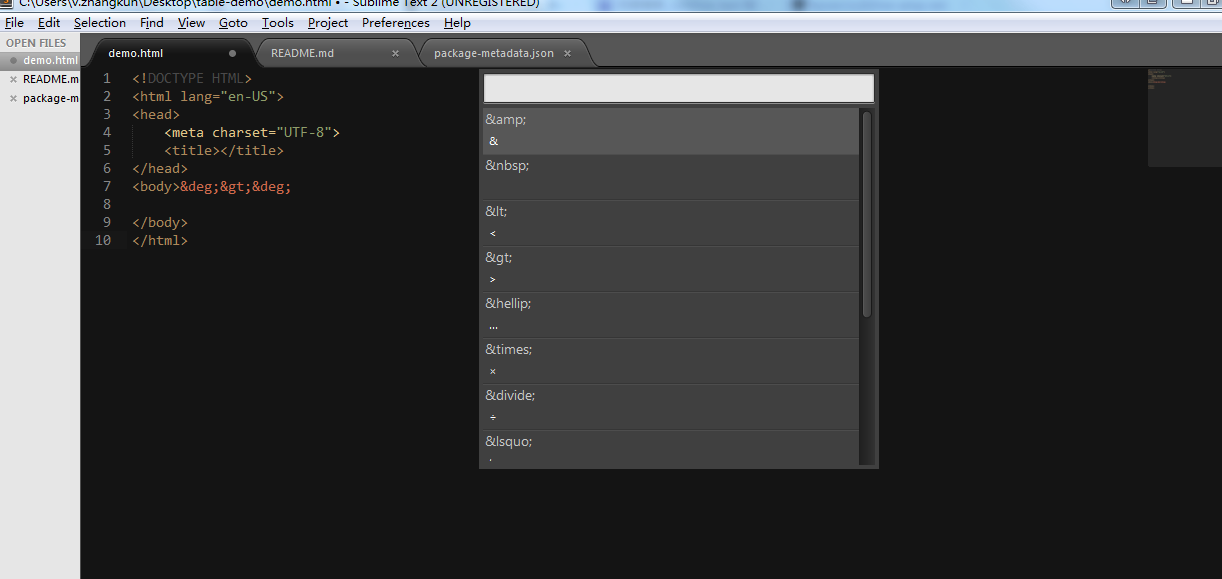 C:\Users\v.zhangkun\Desktop\table-demo\demo.html • - Sublime Text 2 (UNREGISTERED)
File Edit Selection Find View Goto Tools Project Preferences Help
OPEN FILES
demo.html
README.m
package-m
demo.html README.md package-metadata.json
1 <!DOCTYPE HTML>
2 <html lang="en-US">
3 <head>
4 <meta charset="UTF-8">
5 <title></title>
6 </head>
7 <body>&deg;&gt;&deg;
8
9 </body>
10 </html>
&amp;
&
&nbsp;
&lt;
<
&gt;
>
&hellip;
…
&times;
×
&divide;
÷
&lsquo;